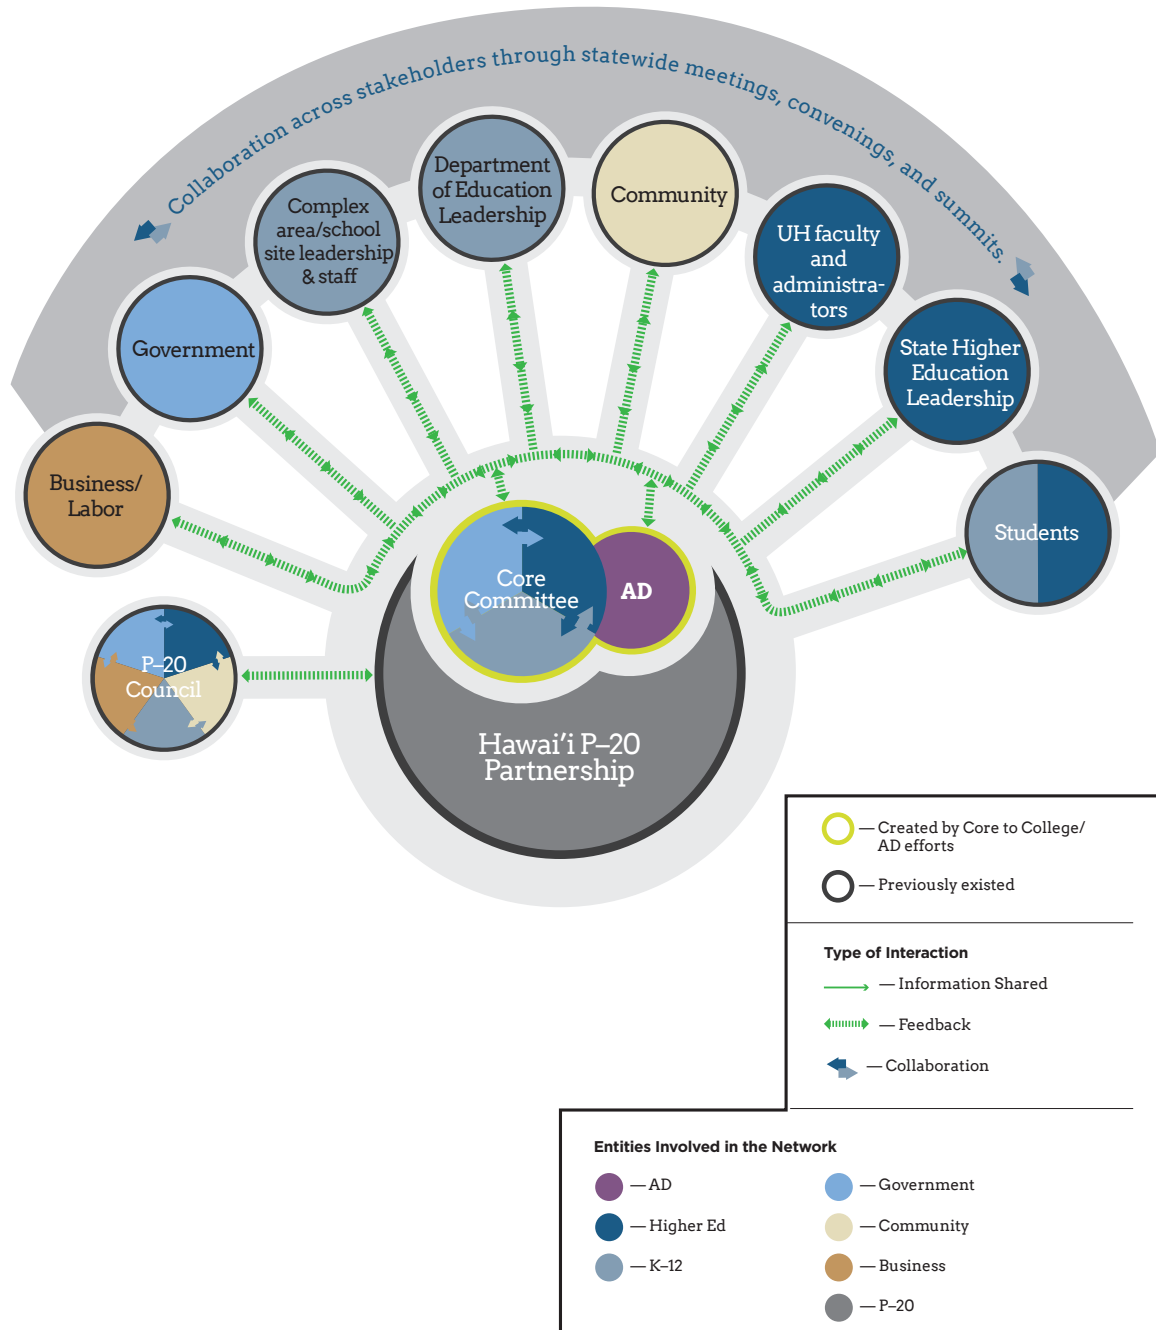 Collaboration across stakeholders through statewide meetings, convenings, and summits.
Department
of Education
Leadership
Community
Complex
area/school
site leadership
& staff
UH faculty
and
administra-
tors
Government
State Higher
Education
Leadership
Business/
Labor
Students
Core
Committee
AD
P–20
Council
Hawai’i P–20
Partnership
— Created by Core to College/
AD efforts
— Previously existed
Type of Interaction
— Information Shared
— Feedback
— Collaboration
Entities Involved in the Network
— AD
— Higher Ed
— K–12
— Government
— Community
— Business
— P–20